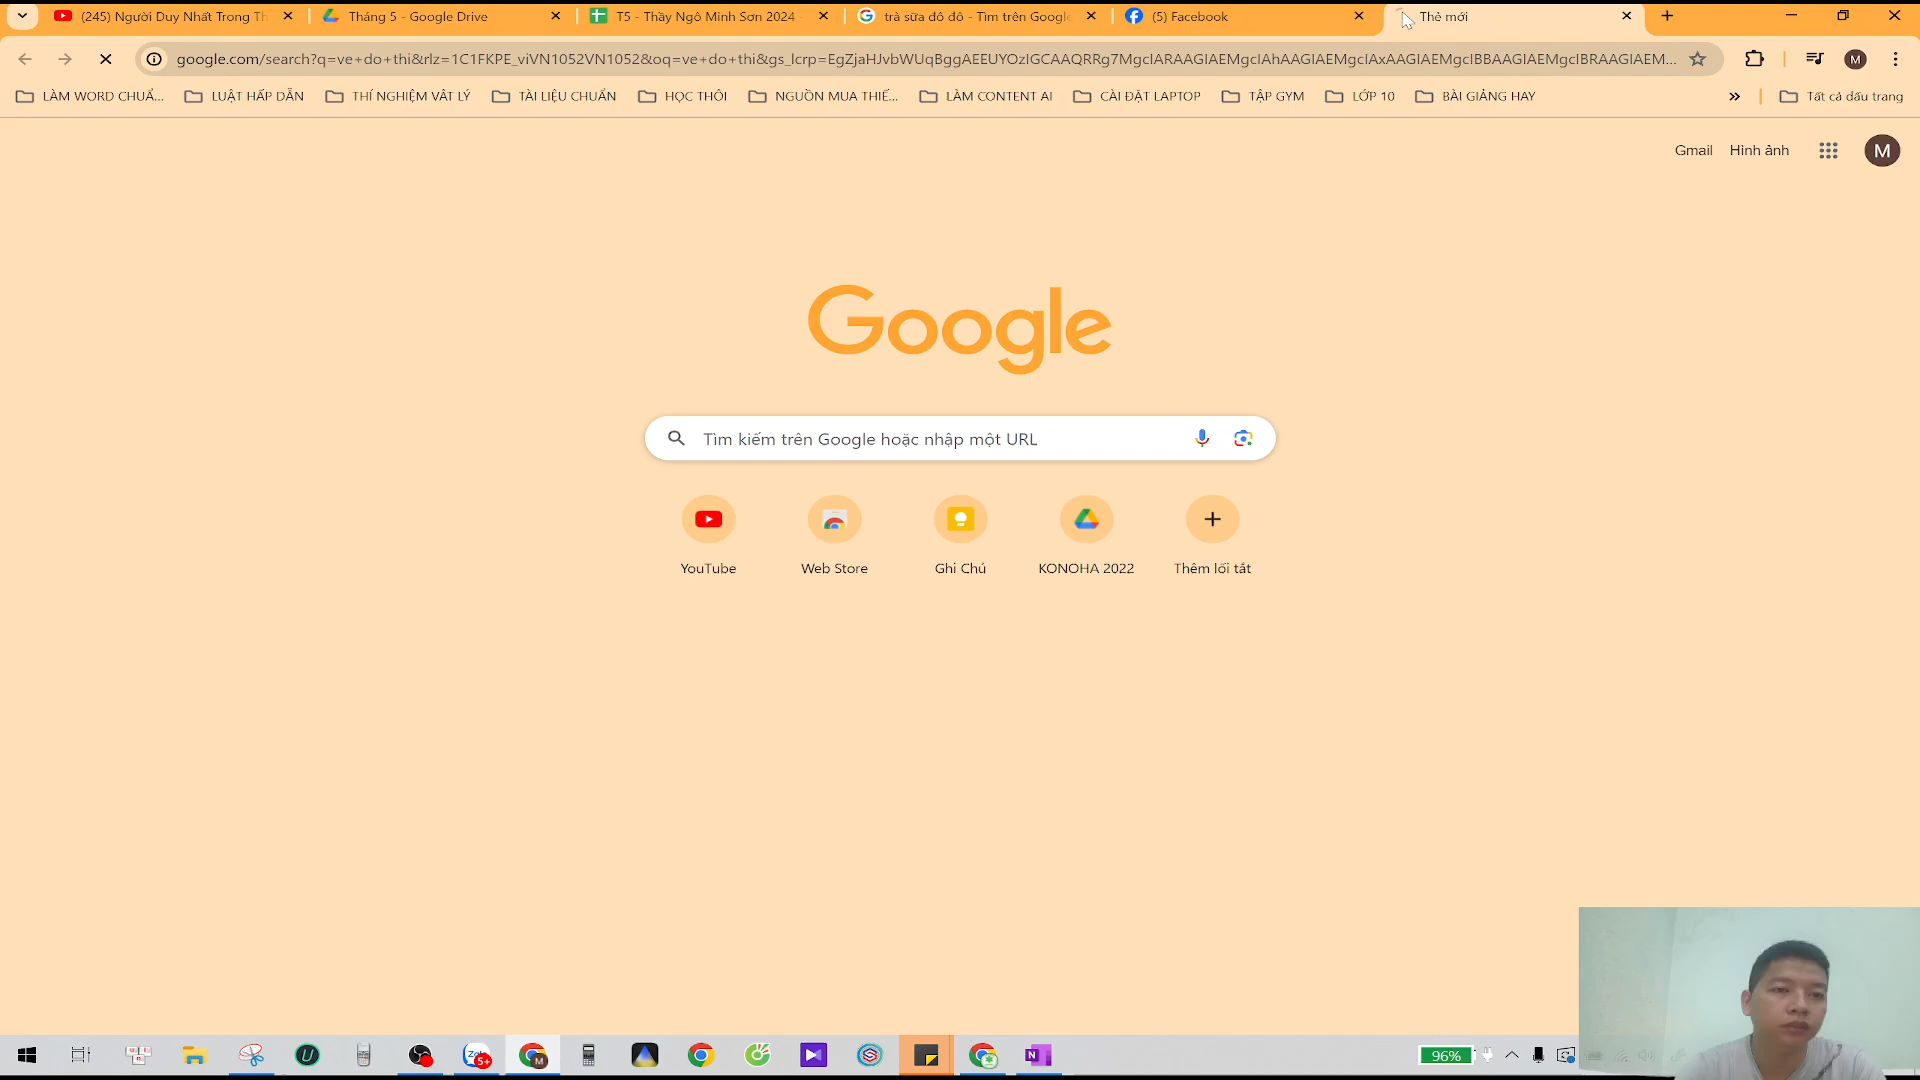 (245) Người Duy Nhất Trong Th
Tháng 5 - Google Drive
T5 - Thầy Ngô Minh Sơn 2024 -
trà sữa đô đô - Tìm trên Google
(5) Facebook
Thẻ mới
google.com/search?q=ve+do+thi&rlz=1C1FKPE_viVN1052VN1052&oq=ve+do+thi&gs_lcrp=EgZjaHJvbWUqBggAEEUYOzIGCAAQRRg7MgcIARAAGIAEMgcIAhAAGIAEMgcIAxAAGIAEMgcIBBAAGIAEMgcIBRAAGIAEM...
M
LÀM WORD CHUẨ...
LUẬT HẤP DẪN
THÍ NGHIỆM VẬT LÝ
TÀI LIỆU CHUẨN
HỌC THÔI
NGUỒN MUA THIẾ...
LÀM CONTENT AI
CÀI ĐẶT LAPTOP
TẬP GYM
LỚP 10
BÀI GIẢNG HAY
Tất cả dấu trang
Gmail
Hình ảnh
M
Google
Tìm kiếm trên Google hoặc nhập một URL
YouTube
Web Store
Ghi Chú
KONOHA 2022
Thêm lối tắt
5+
M
N
96%